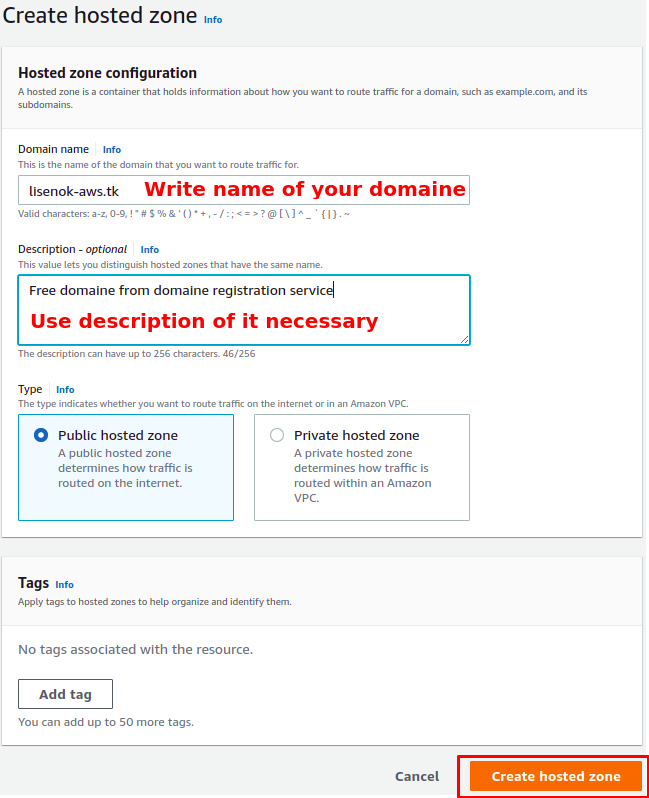 Create hosted zone Info
Hosted zone configuration
A hosted zone is a container that holds information about how you want to route traffic for a domain, such as example.com, and its
subdomains.
Domain name Info
This is the name of the domain that you want to route traffic for.
lisenok-aws.tk Write name of your domaine
Valid characters: a-z, 0-9, ! " # $ % & ' ( ) * + , - / : ; < = > ? @ [ \ ] ^ _ ` { | } . ~
Description - optional Info
This value lets you distinguish hosted zones that have the same name.
Free domaine from domaine registration service
Use description of it necessary
The description can have up to 256 characters. 46/256
Type Info
The type indicates whether you want to route traffic on the internet or in an Amazon VPC.
Public hosted zone
A public hosted zone
determines how traffic is
routed on the internet.
Private hosted zone
A private hosted zone
determines how traffic is
routed within an Amazon
VPC.
Tags Info
Apply tags to hosted zones to help organize and identify them.
No tags associated with the resource.
Add tag
You can add up to 50 more tags.
Cancel Create hosted zone